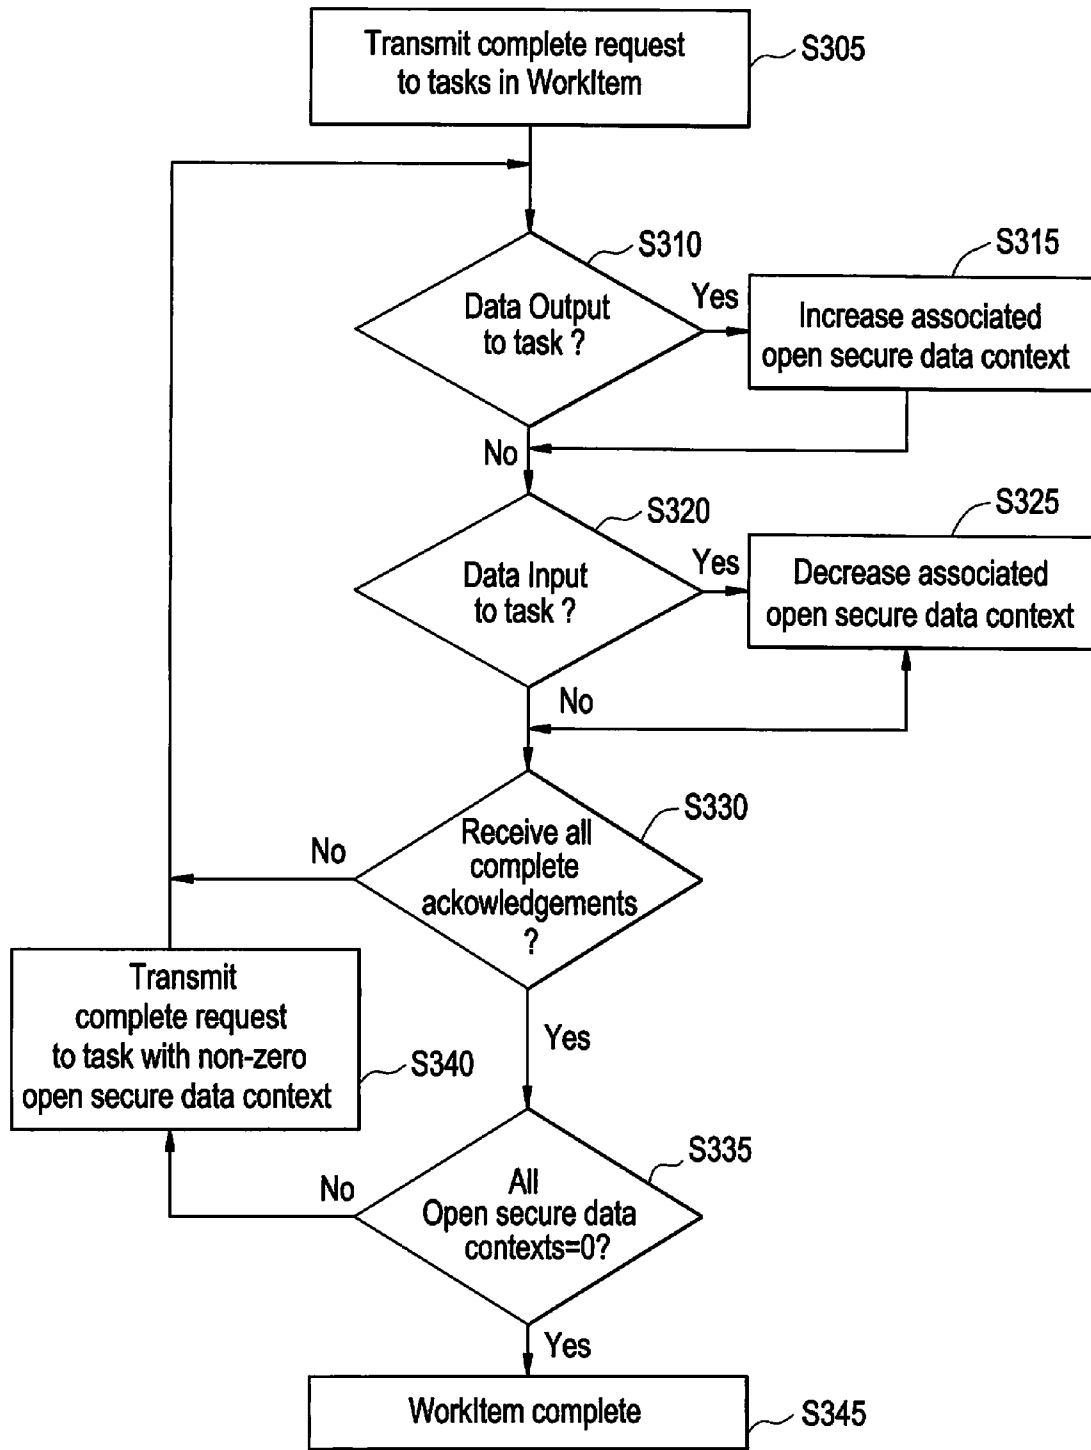 Transmit complete request
to tasks in WorkItem
S305
S310
Data Output
to task ?
Yes
S315
Increase associated
open secure data context
No
S320
Data Input
to task ?
Yes
S325
Decrease associated
open secure data context
No
S330
Receive all
complete
ackowledgements
?
No
Yes
Transmit
complete request
to task with non-zero
open secure data context
S340
S335
All
Open secure data
contexts=0?
No
Yes
WorkItem complete
S345